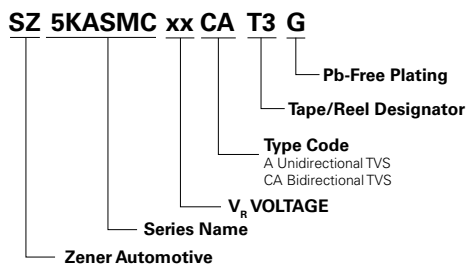 SZ 5KASMC xx CA T3 G
Pb-Free Plating
Tape/Reel Designator
Type Code
A Unidirectional TVS
CA Bidirectional TVS
VR VOLTAGE
Series Name
Zener Automotive